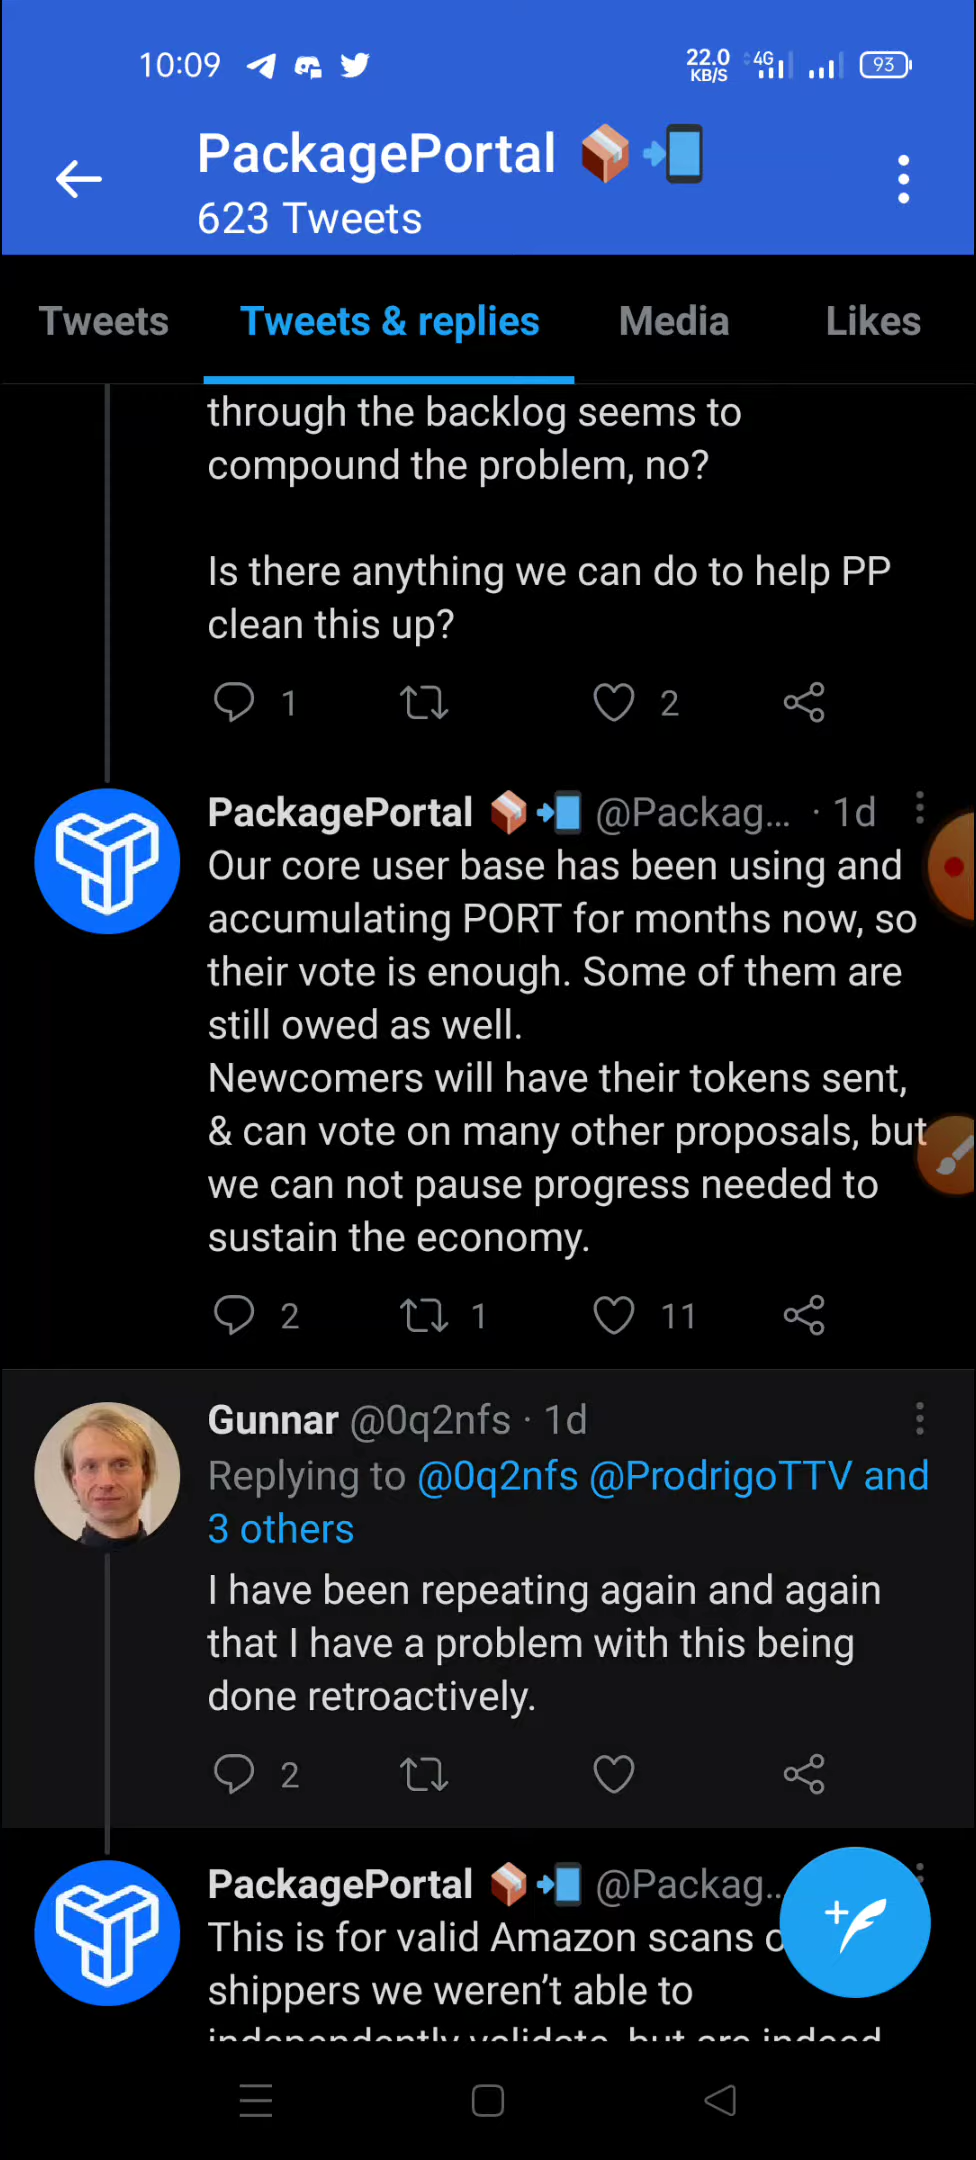 10:09
22.0
KB/S
4G
93
PackagePortal
623 Tweets
Tweets
Tweets & replies
Media
Likes
through the backlog seems to
compound the problem, no?
Is there anything we can do to help PP
clean this up?
1
2
PackagePortal @Packag... · 1d
Our core user base has been using and
accumulating PORT for months now, so
their vote is enough. Some of them are
still owed as well.
Newcomers will have their tokens sent,
& can vote on many other proposals, but
we can not pause progress needed to
sustain the economy.
2
1
11
Gunnar @0q2nfs · 1d
Replying to @0q2nfs @ProdrigoTTV and
3 others
I have been repeating again and again
that I have a problem with this being
done retroactively.
2
PackagePortal @Packag..
This is for valid Amazon scans
shippers we weren't able to
independently validate, but are indeed